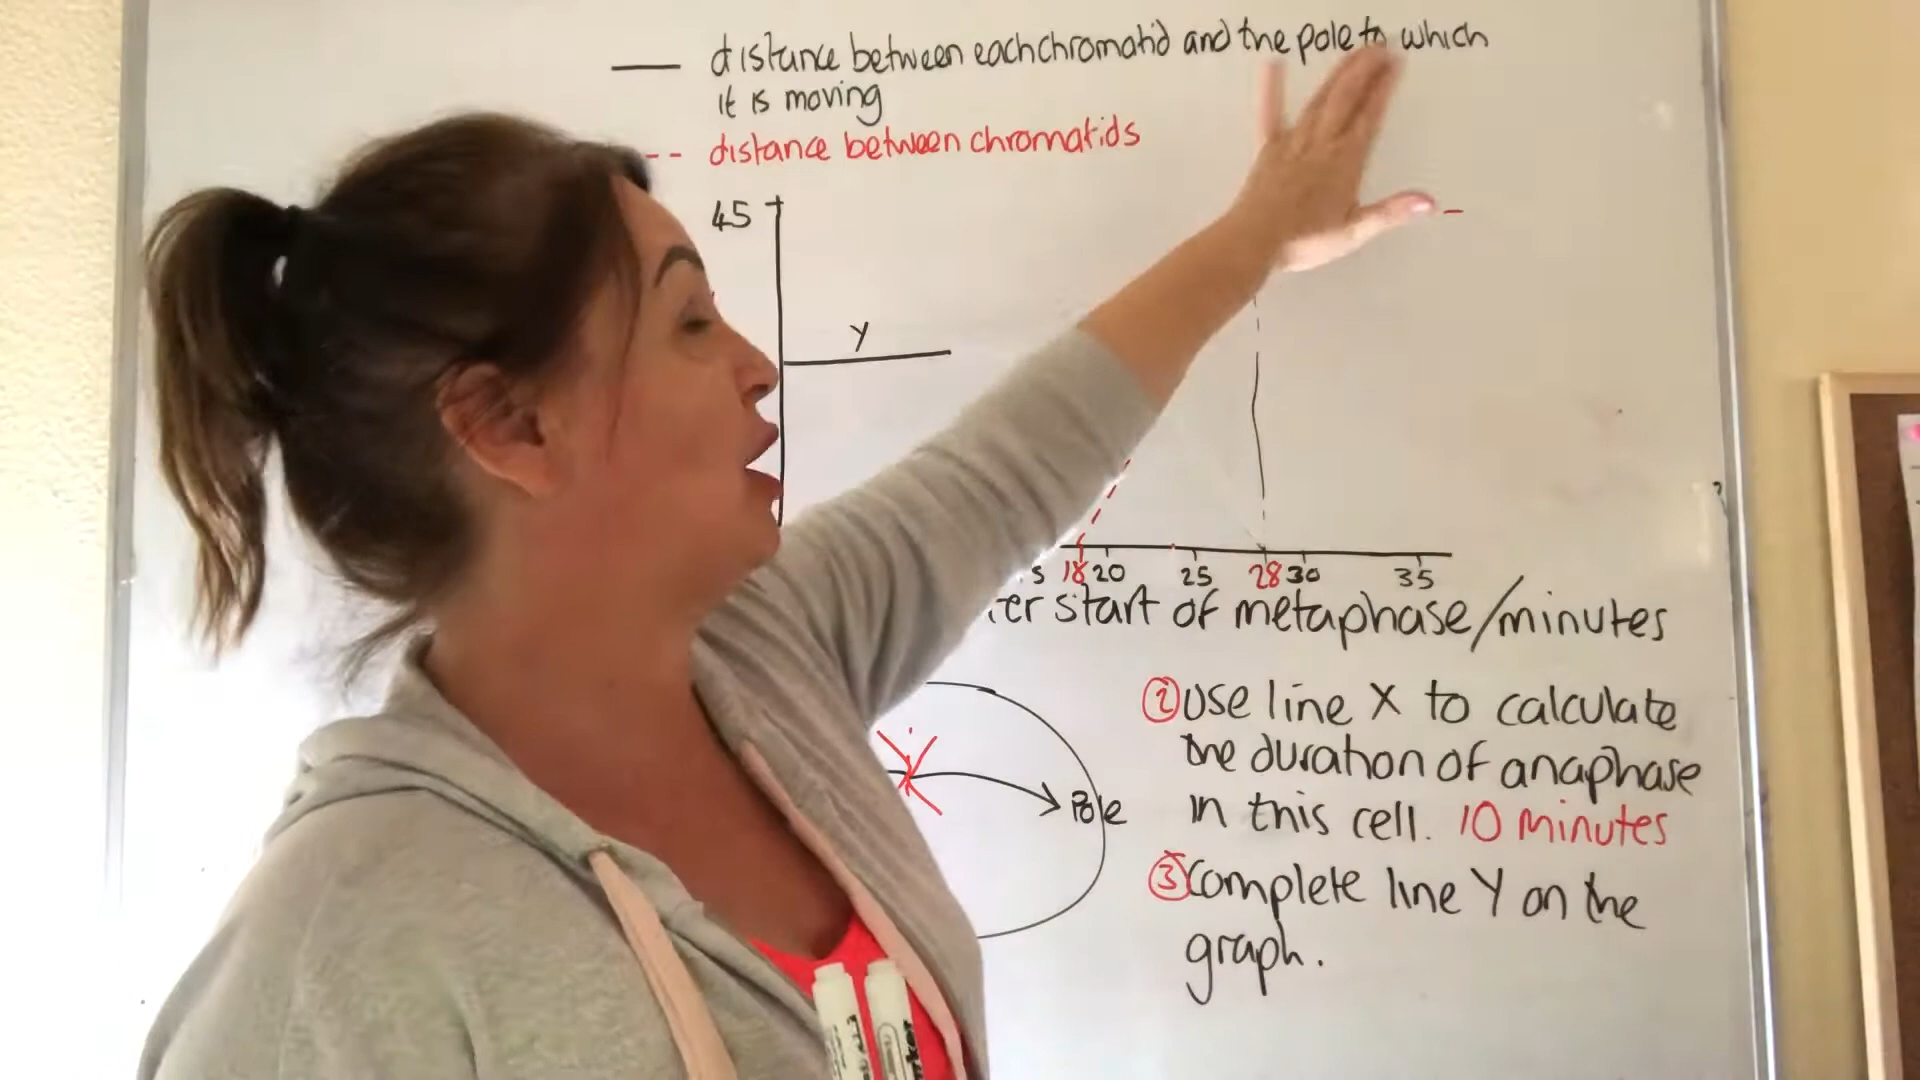 distance between each chromatid and the pole to which
it is moving
distance between chromatids
45
Y
18 20 25 28 30 35
start of metaphase/minutes
Pole
② Use line X to calculate
the duration of anaphase
in this cell. 10 minutes
③ Complete line Y on the
graph.